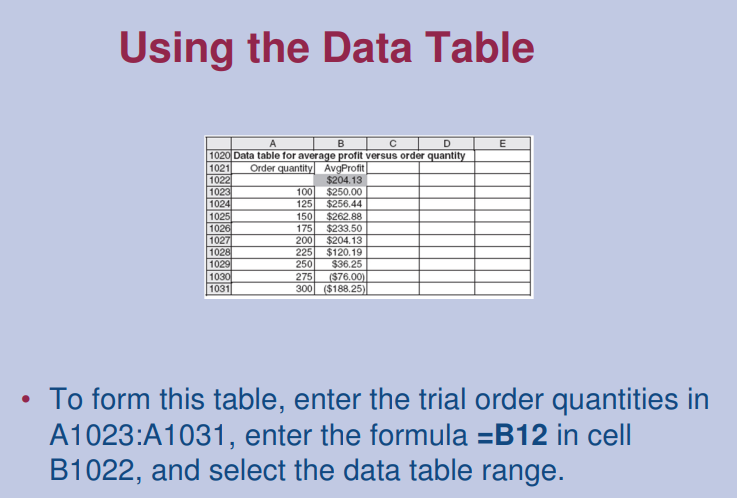 Using the Data Table
A B C D E
1020 Data table for average profit versus order quantity
1021 Order quantity AvgProfit
1022 $204.13
1023 100 $250.00
1024 125 $256.44
1025 150 $262.88
1026 175 $233.50
1027 200 $204.13
1028 225 $120.19
1029 250 $36.25
1030 275 ($76.00)
1031 300 ($188.25)
• To form this table, enter the trial order quantities in
A1023:A1031, enter the formula =B12 in cell
B1022, and select the data table range.